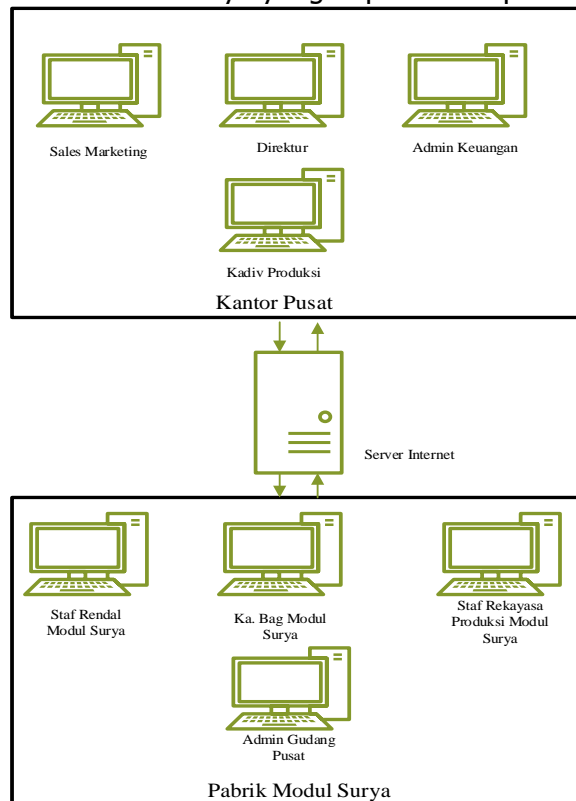 Sales Marketing
Direktur
Admin Keuangan
Kadiv Produksi
Kantor Pusat
Server Internet
Staf Rendal
Modul Surya
Ka. Bag Modul
Surya
Staf Rekayasa
Produksi Modul
Surya
Admin Gudang
Pusat
Pabrik Modul Surya